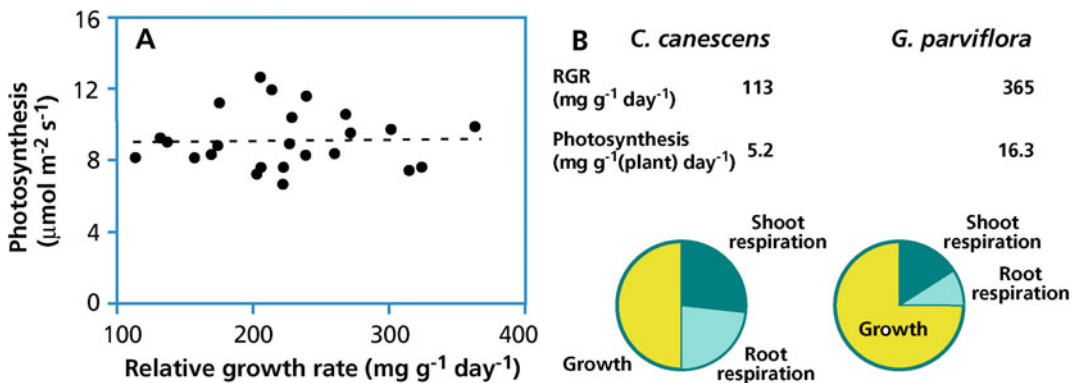 A
16
12
8
4
0
100
200
300
400
Photosynthesis
(μmol m⁻² s⁻¹)
Relative growth rate (mg g⁻¹ day⁻¹)
B C. canescens G. parviflora
RGR
(mg g⁻¹ day⁻¹) 113 365
Photosynthesis
(mg g⁻¹(plant) day⁻¹) 5.2 16.3
Shoot
respiration
Growth
Root
respiration
Shoot
respiration
Root
respiration
Growth